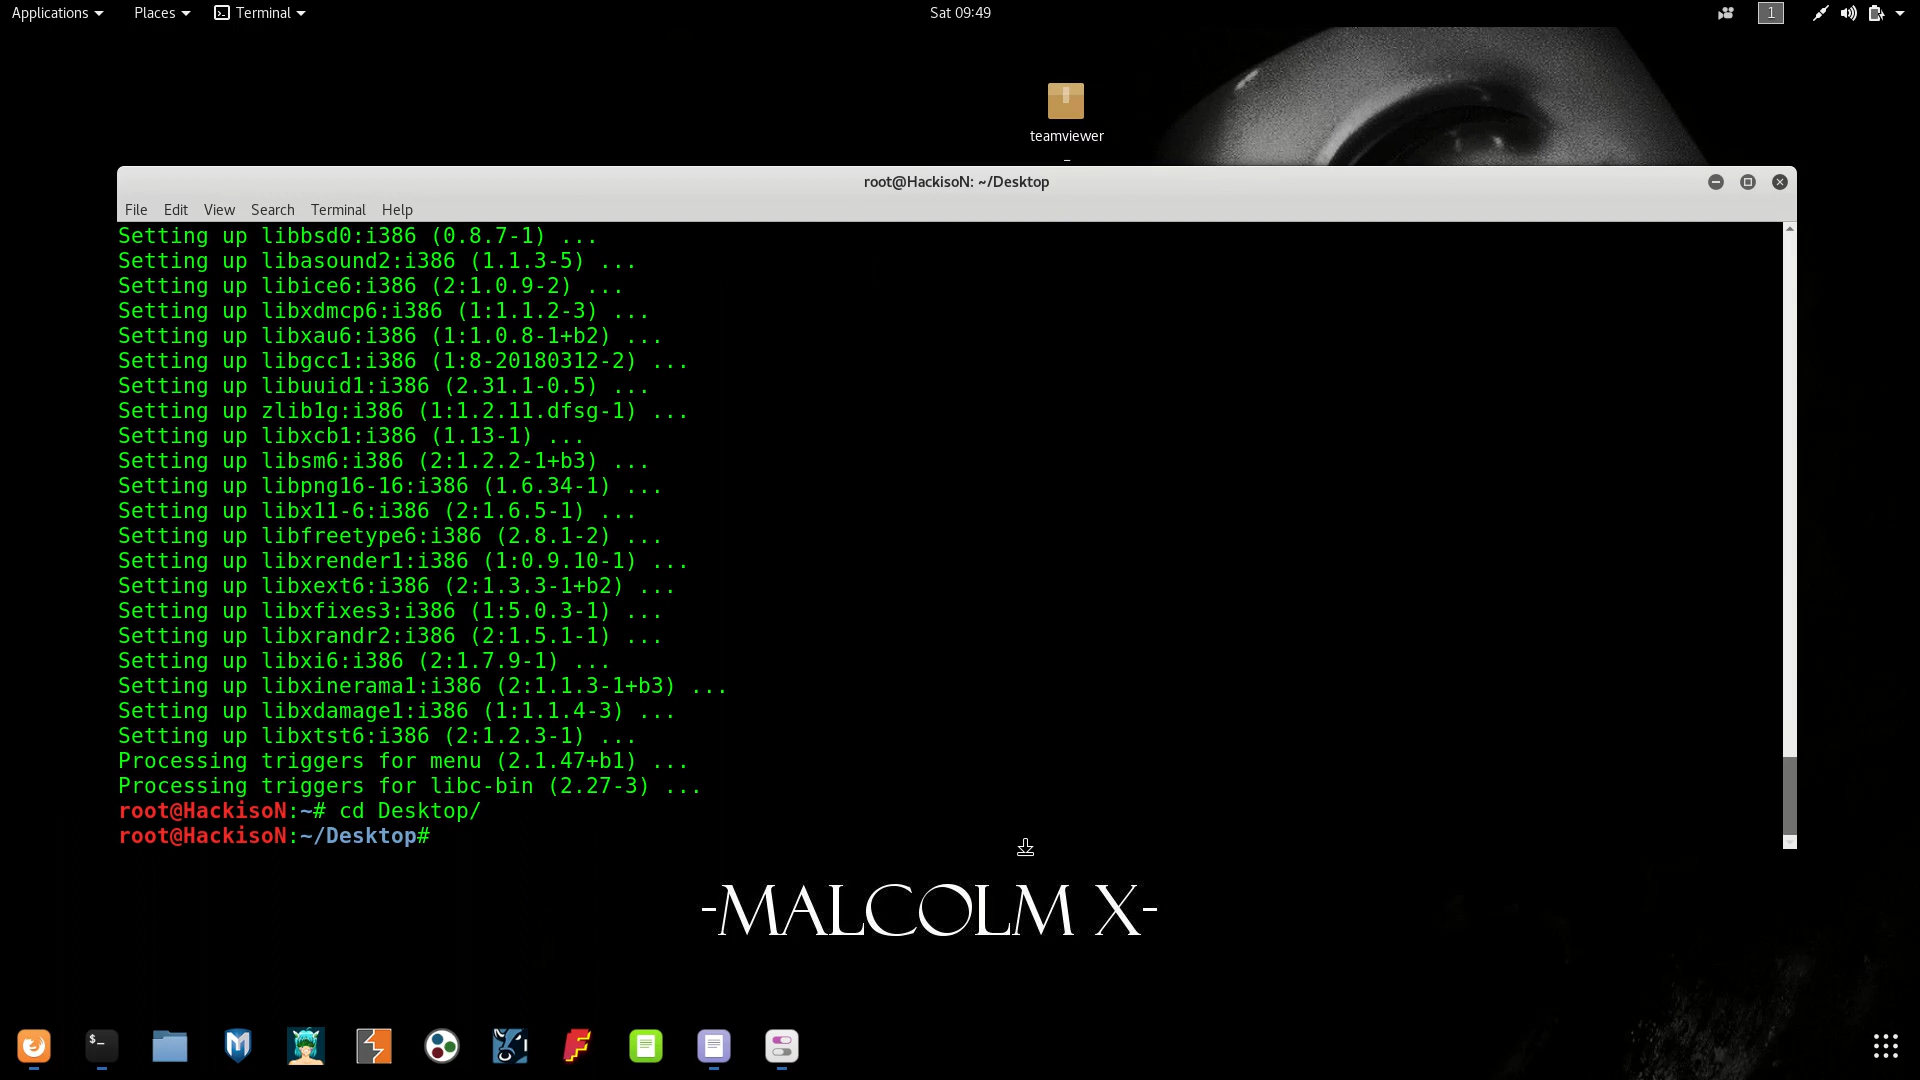 Applications Places Terminal Sat 09:49 1
teamviewer
_
root@HackisoN: ~/Desktop
File Edit View Search Terminal Help
Setting up libbsd0:i386 (0.8.7-1) ...
Setting up libasound2:i386 (1.1.3-5) ...
Setting up libice6:i386 (2:1.0.9-2) ...
Setting up libxdmcp6:i386 (1:1.1.2-3) ...
Setting up libxau6:i386 (1:1.0.8-1+b2) ...
Setting up libgcc1:i386 (1:8-20180312-2) ...
Setting up libuuid1:i386 (2.31.1-0.5) ...
Setting up zlib1g:i386 (1:1.2.11.dfsg-1) ...
Setting up libxcb1:i386 (1.13-1) ...
Setting up libsm6:i386 (2:1.2.2-1+b3) ...
Setting up libpng16-16:i386 (1.6.34-1) ...
Setting up libx11-6:i386 (2:1.6.5-1) ...
Setting up libfreetype6:i386 (2.8.1-2) ...
Setting up libxrender1:i386 (1:0.9.10-1) ...
Setting up libxext6:i386 (2:1.3.3-1+b2) ...
Setting up libxfixes3:i386 (1:5.0.3-1) ...
Setting up libxrandr2:i386 (2:1.5.1-1) ...
Setting up libxi6:i386 (2:1.7.9-1) ...
Setting up libxinerama1:i386 (2:1.1.3-1+b3) ...
Setting up libxdamage1:i386 (1:1.1.4-3) ...
Setting up libxtst6:i386 (2:1.2.3-1) ...
Processing triggers for menu (2.1.47+b1) ...
Processing triggers for libc-bin (2.27-3) ...
root@HackisoN:~# cd Desktop/
root@HackisoN:~/Desktop#
-MALCOLM X-